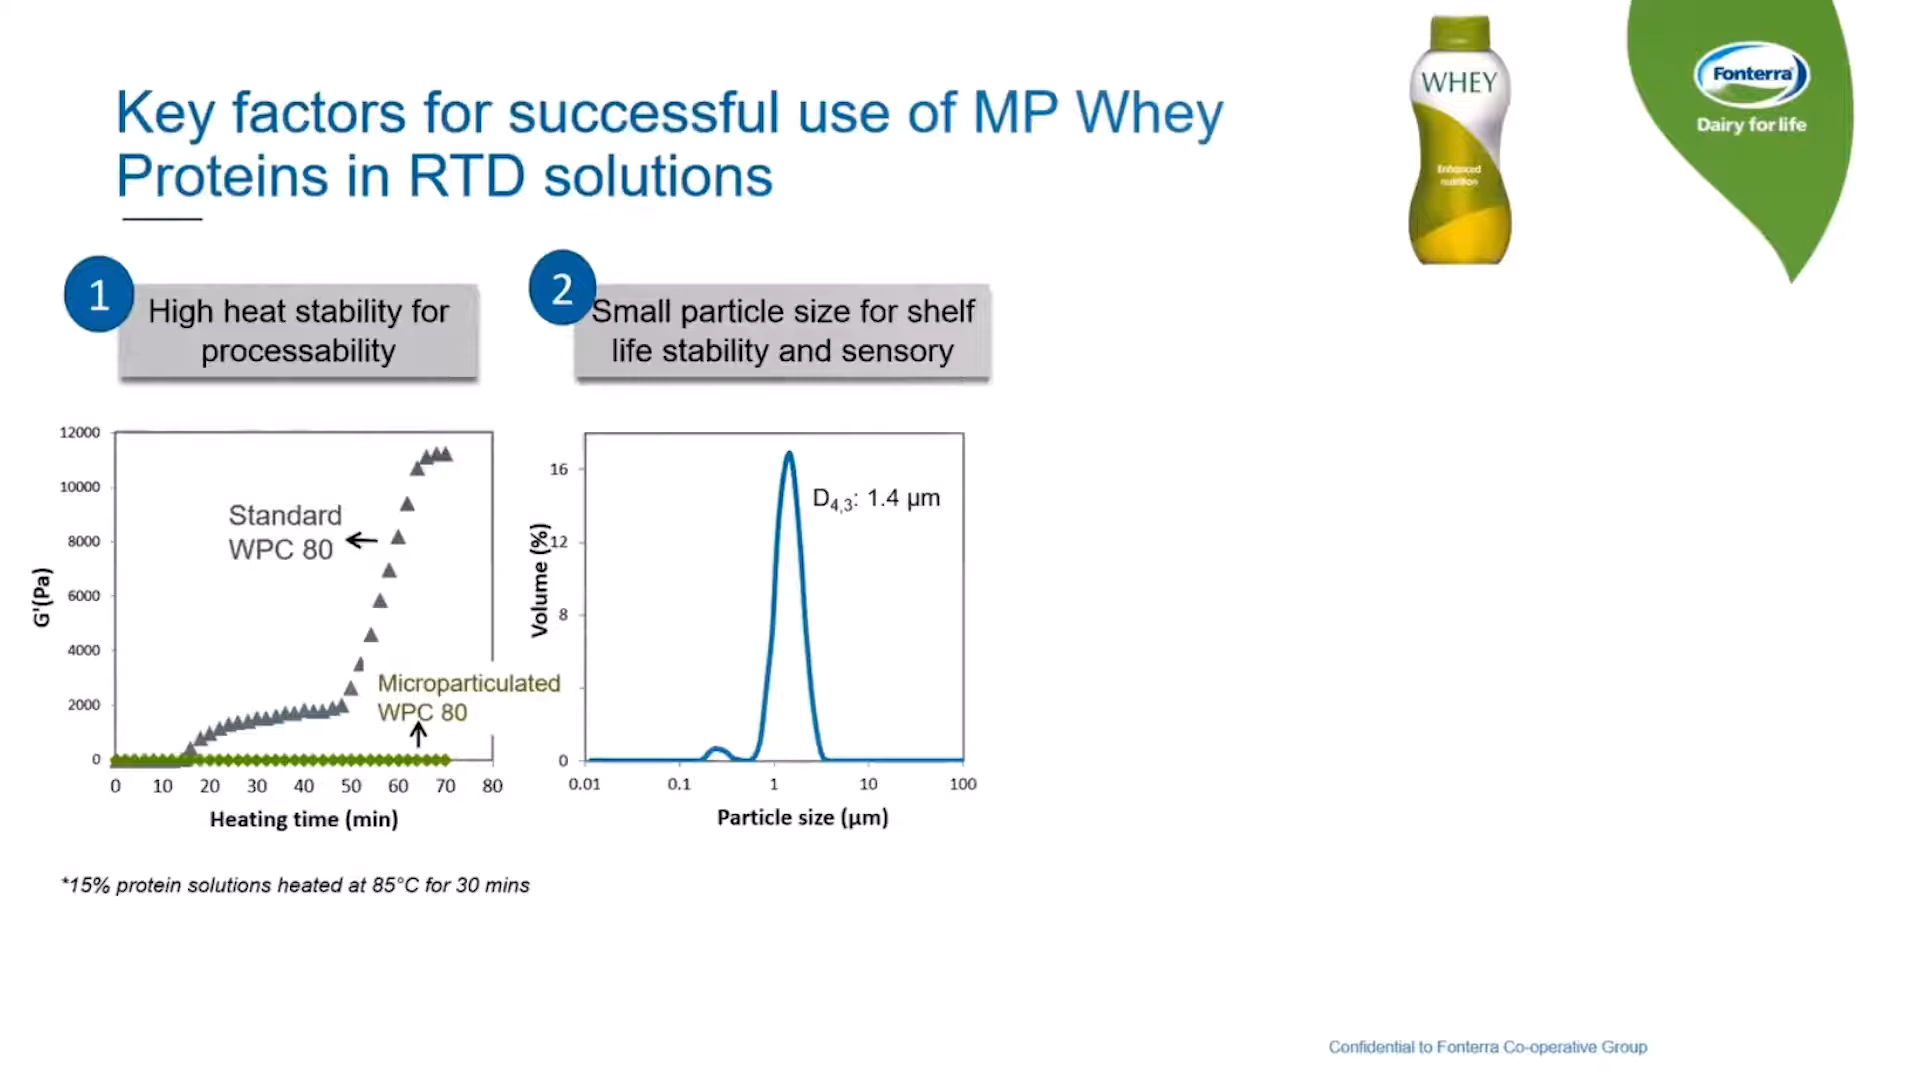 Key factors for successful use of MP Whey
Proteins in RTD solutions
WHEY
Enhanced
nutrition
Fonterra
Dairy for life
1
High heat stability for
processability
2
Small particle size for shelf
life stability and sensory
12000
10000
8000
6000
4000
2000
0
G'(Pa)
Standard
WPC 80
Microparticulated
WPC 80
0 10 20 30 40 50 60 70 80
Heating time (min)
16
12
8
0
Volume (%)
D4,3: 1.4 µm
0.01 0.1 1 10 100
Particle size (µm)
*15% protein solutions heated at 85°C for 30 mins
Confidential to Fonterra Co-operative Group